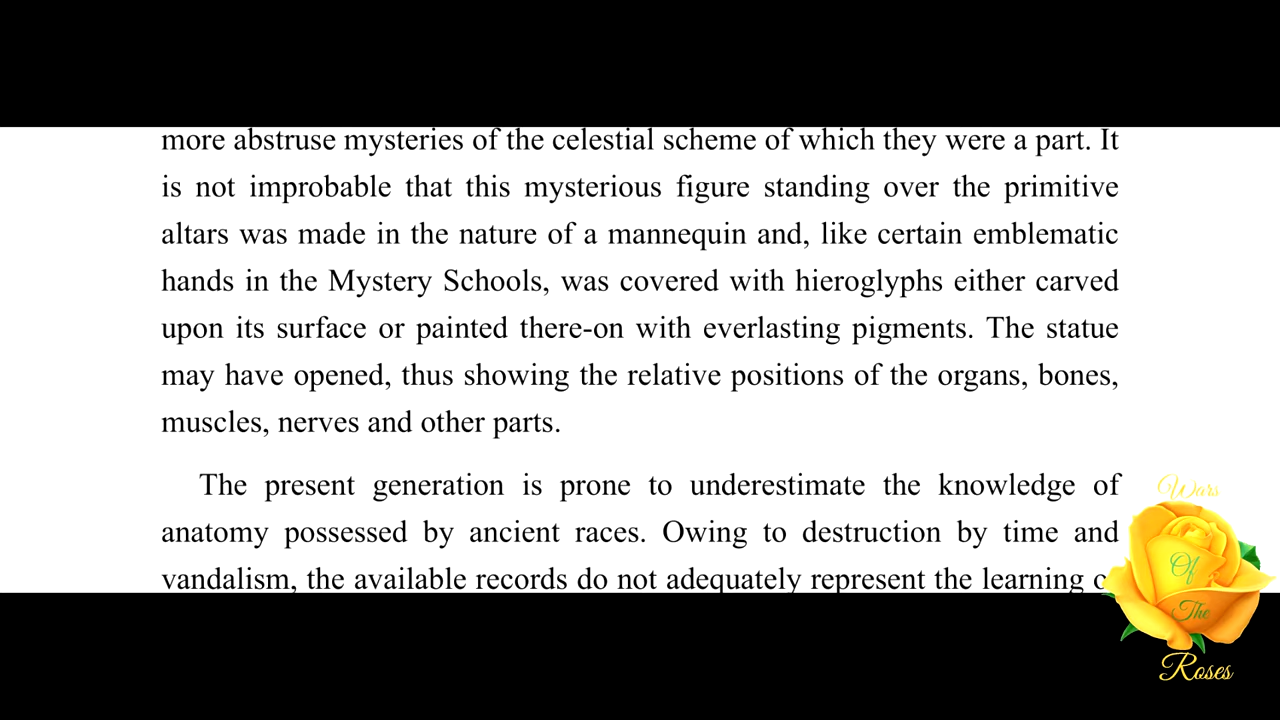 more abstruse mysteries of the celestial scheme of which they were a part. It
is not improbable that this mysterious figure standing over the primitive
altars was made in the nature of a mannequin and, like certain emblematic
hands in the Mystery Schools, was covered with hieroglyphs either carved
upon its surface or painted there-on with everlasting pigments. The statue
may have opened, thus showing the relative positions of the organs, bones,
muscles, nerves and other parts.
The present generation is prone to underestimate the knowledge of
anatomy possessed by ancient races. Owing to destruction by time and
vandalism, the available records do not adequately represent the learning
Wars
Of
The
Roses